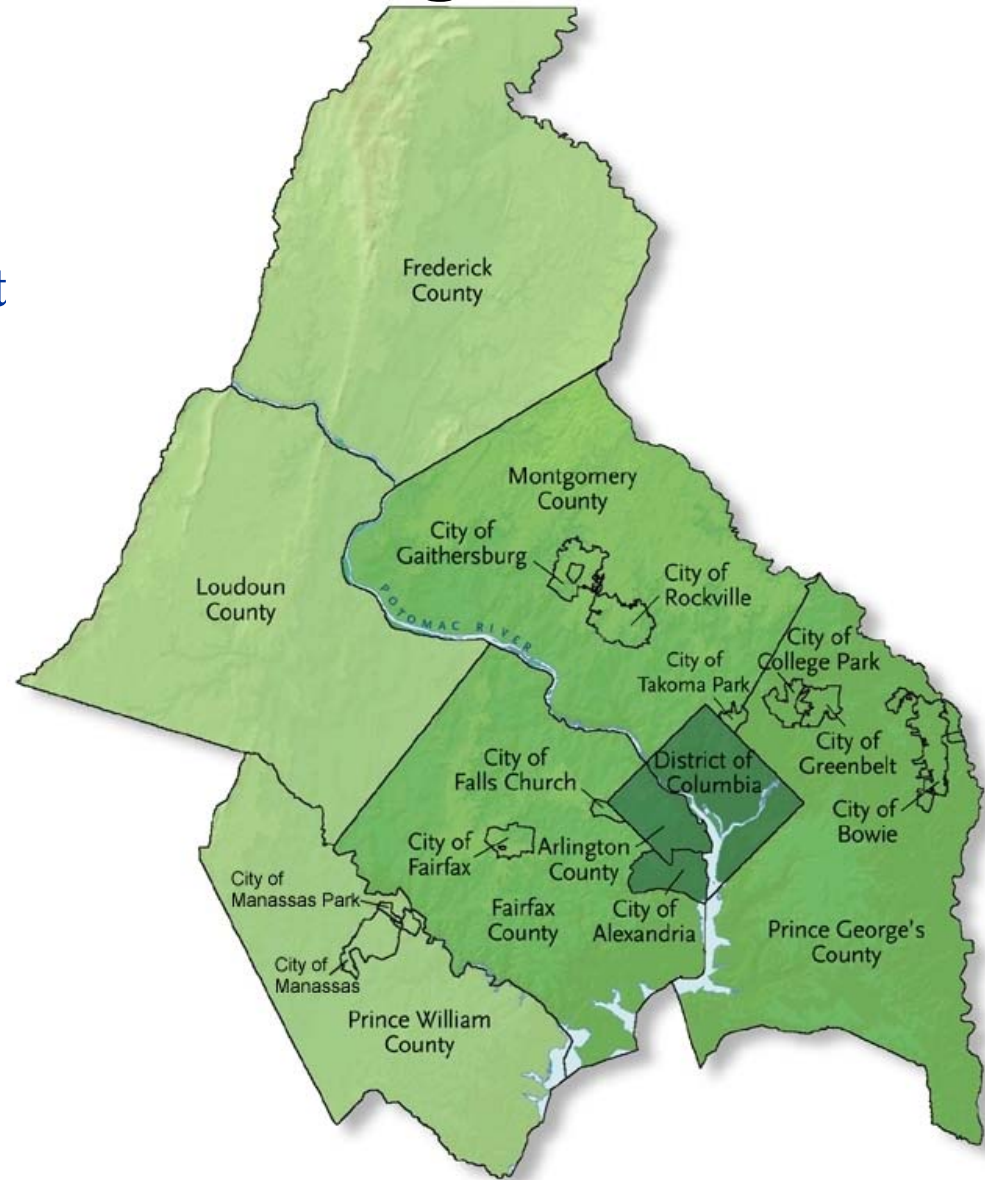 Frederick
County
Montgomery
County
City of
Gaithersburg
City of
Rockville
Loudoun
County
POTOMAC RIVER
City of
College Park
City of
Takoma Park
City of
Greenbelt
District of
Columbia
City of
Falls Church
City of
Bowie
City of
Fairfax
Arlington
County
City of
Manassas Park
Fairfax
County
City of
Alexandria
Prince George's
County
City of
Manassas
Prince William
County